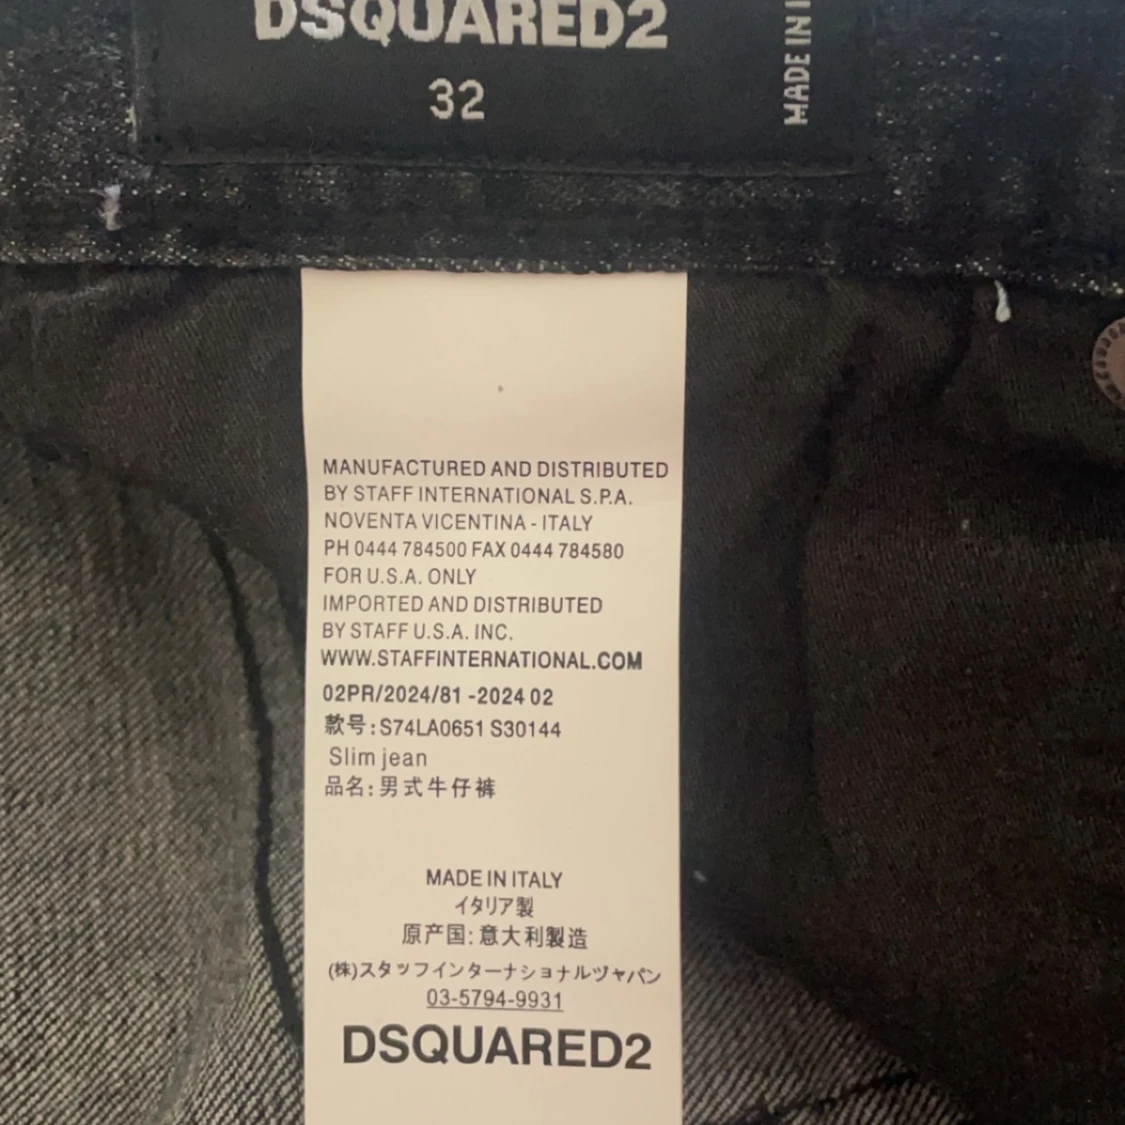 DSQUARED2
32
MADE IN
MANUFACTURED AND DISTRIBUTED
BY STAFF INTERNATIONAL S.P.A.
NOVENTA VICENTINA - ITALY
PH 0444 784500 FAX 0444 784580
FOR U.S.A. ONLY
IMPORTED AND DISTRIBUTED
BY STAFF U.S.A. INC.
WWW.STAFFINTERNATIONAL.COM
02PR/2024/81 -2024 02
款号:S74LA0651 S30144
Slim jean
品名:男式牛仔裤
MADE IN ITALY
イタリア製
原产国:意大利製造
(株)スタッフインターナショナルヅャパン
03-5794-9931
DSQUARED2